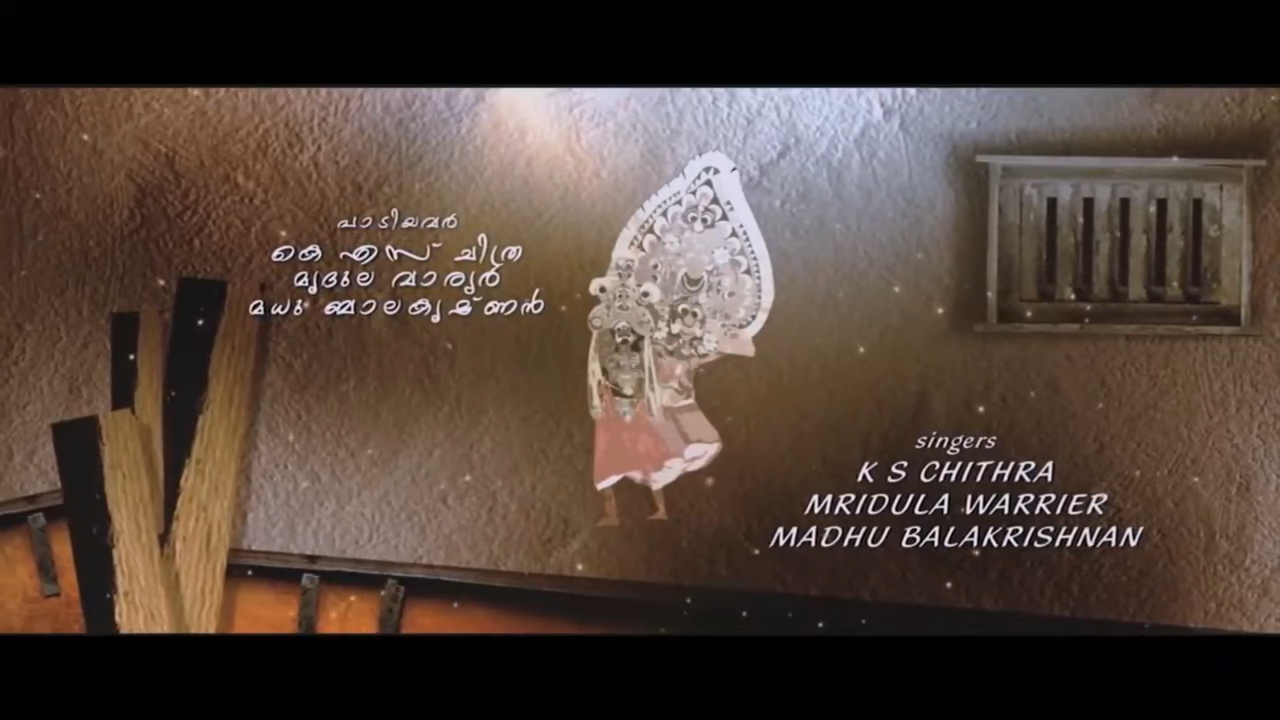 പാടിയവർ
കെ എസ് ചിത്ര
മൃദുല വാര്യർ
മധു ബാലകൃഷ്ണൻ
singers
K S CHITHRA
MRIDULA WARRIER
MADHU BALAKRISHNAN